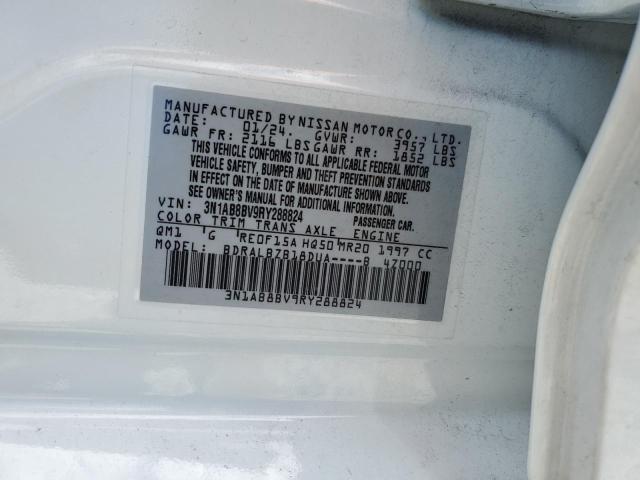 MANUFACTURED BY NISSAN MOTOR CO., LTD.
DATE: 01/24. GVWR: 3957 LBS
GAWR FR: 2116 LBS GAWR RR: 1852 LBS
THIS VEHICLE CONFORMS TO ALL APPLICABLE FEDERAL MOTOR
VEHICLE SAFETY, BUMPER AND THEFT PREVENTION STANDARDS
IN EFFECT ON THE DATE OF MANUFACTURE SHOWN ABOVE.
SEE OWNER'S MANUAL FOR ADDITIONAL INFORMATION
VIN: 3N1AB8BV9RY288824 PASSENGER CAR.
COLOR TRIM TRANS AXLE ENGINE
QM1 G RE0F15A HQ50 MR20 1997 CC
MODEL: BDRALBZB18DUA----B 47000
3N1AB8BV9RY288824